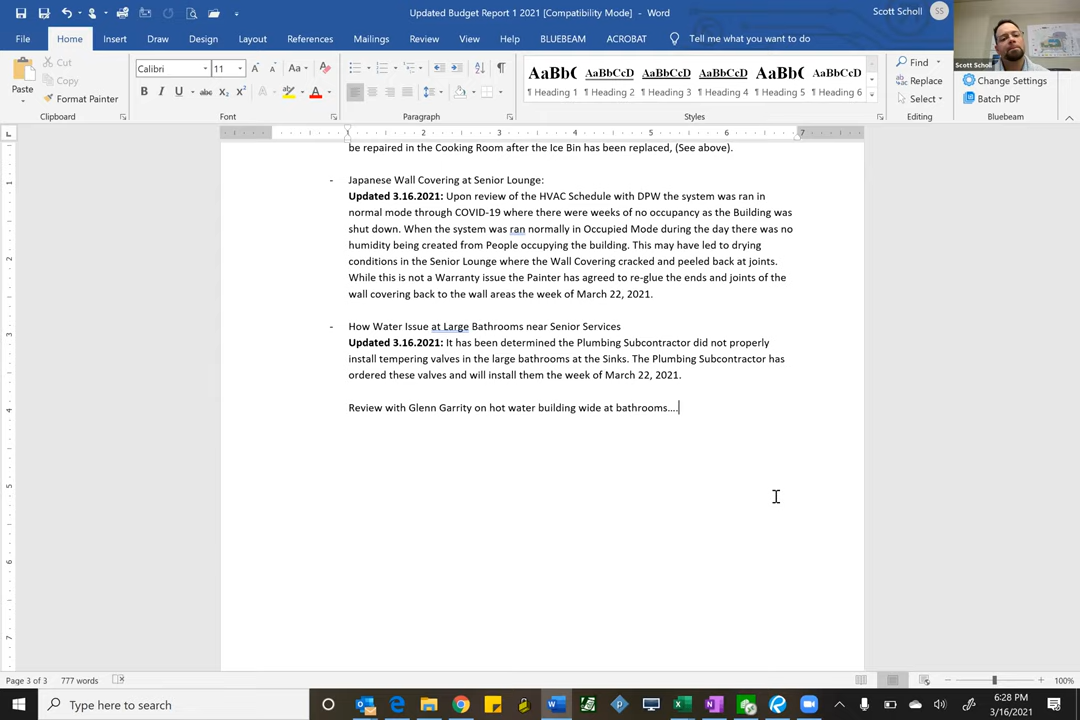 Updated Budget Report 1 2021 [Compatibility Mode] - Word
Scott Scholl
SS
File Home Insert Draw Design Layout References Mailings Review View Help BLUEBEAM ACROBAT Tell me what you want to do
Scott Scholl
Paste
Cut
Copy
Format Painter
Clipboard
Calibri 11
Font
Paragraph
AaBb( AaBbCcD AaBbCcD AaBbCcD AaBbC AaBbCcD
¶ Heading 1 ¶ Heading 2 ¶ Heading 3 ¶ Heading 4 ¶ Heading 5 ¶ Heading 6
Styles
Find
Replace
Select
Editing
Change Settings
Batch PDF
Bluebeam
be repaired in the Cooking Room after the Ice Bin has been replaced, (See above).
- Japanese Wall Covering at Senior Lounge:
Updated 3.16.2021: Upon review of the HVAC Schedule with DPW the system was ran in
normal mode through COVID-19 where there were weeks of no occupancy as the Building was
shut down. When the system was ran normally in Occupied Mode during the day there was no
humidity being created from People occupying the building. This may have led to drying
conditions in the Senior Lounge where the Wall Covering cracked and peeled back at joints.
While this is not a Warranty issue the Painter has agreed to re-glue the ends and joints of the
wall covering back to the wall areas the week of March 22, 2021.
- How Water Issue at Large Bathrooms near Senior Services
Updated 3.16.2021: It has been determined the Plumbing Subcontractor did not properly
install tempering valves in the large bathrooms at the Sinks. The Plumbing Subcontractor has
ordered these valves and will install them the week of March 22, 2021.
Review with Glenn Garrity on hot water building wide at bathrooms....
Page 3 of 3 777 words
100%
Type here to search
6:28 PM
3/16/2021